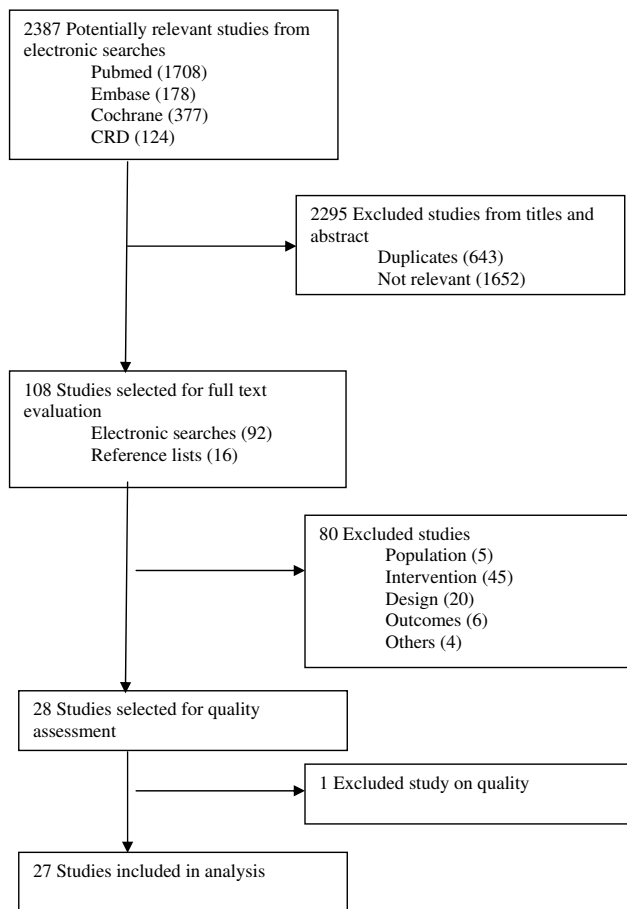 2387 Potentially relevant studies from
electronic searches
Pubmed (1708)
Embase (178)
Cochrane (377)
CRD (124)
2295 Excluded studies from titles and
abstract
Duplicates (643)
Not relevant (1652)
108 Studies selected for full text
evaluation
Electronic searches (92)
Reference lists (16)
80 Excluded studies
Population (5)
Intervention (45)
Design (20)
Outcomes (6)
Others (4)
28 Studies selected for quality
assessment
1 Excluded study on quality
27 Studies included in analysis